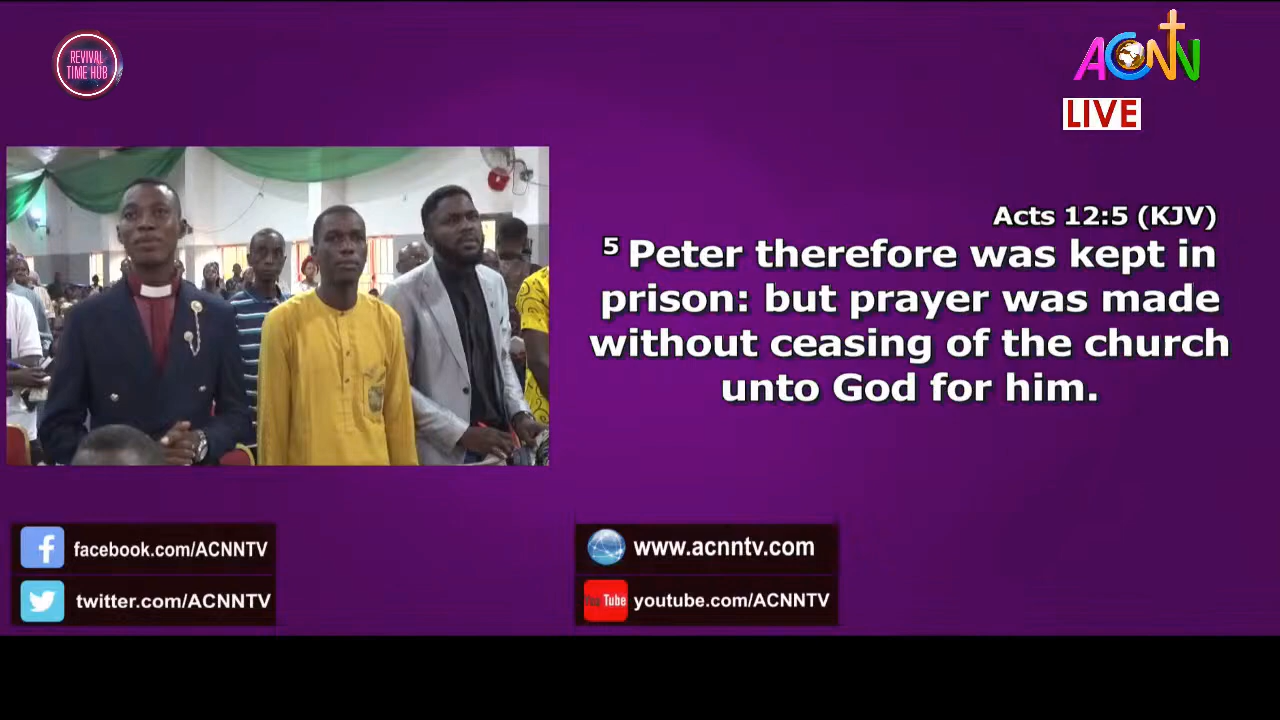 REVIVAL
TIME HUB
ACNN
LIVE
Acts 12:5 (KJV)
5 Peter therefore was kept in
prison: but prayer was made
without ceasing of the church
unto God for him.
facebook.com/ACNNTV
twitter.com/ACNNTV
www.acnntv.com
You Tube
youtube.com/ACNNTV